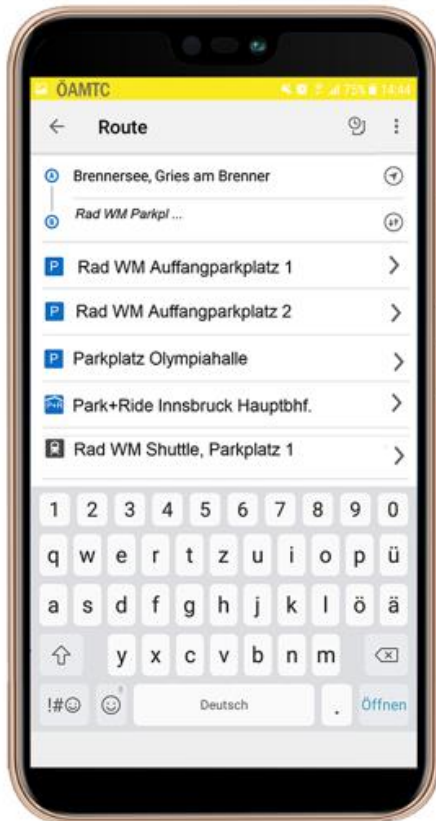 ÖAMTC 75% 14:44
Route
A Brennersee, Gries am Brenner
B Rad WM Parkpl ...
P Rad WM Auffangparkplatz 1
P Rad WM Auffangparkplatz 2
P Parkplatz Olympiahalle
P+R Park+Ride Innsbruck Hauptbhf.
Rad WM Shuttle, Parkplatz 1
1 2 3 4 5 6 7 8 9 0
q w e r t z u i o p ü
a s d f g h j k l ö ä
y x c v b n m
!#☺ Deutsch . Öffnen